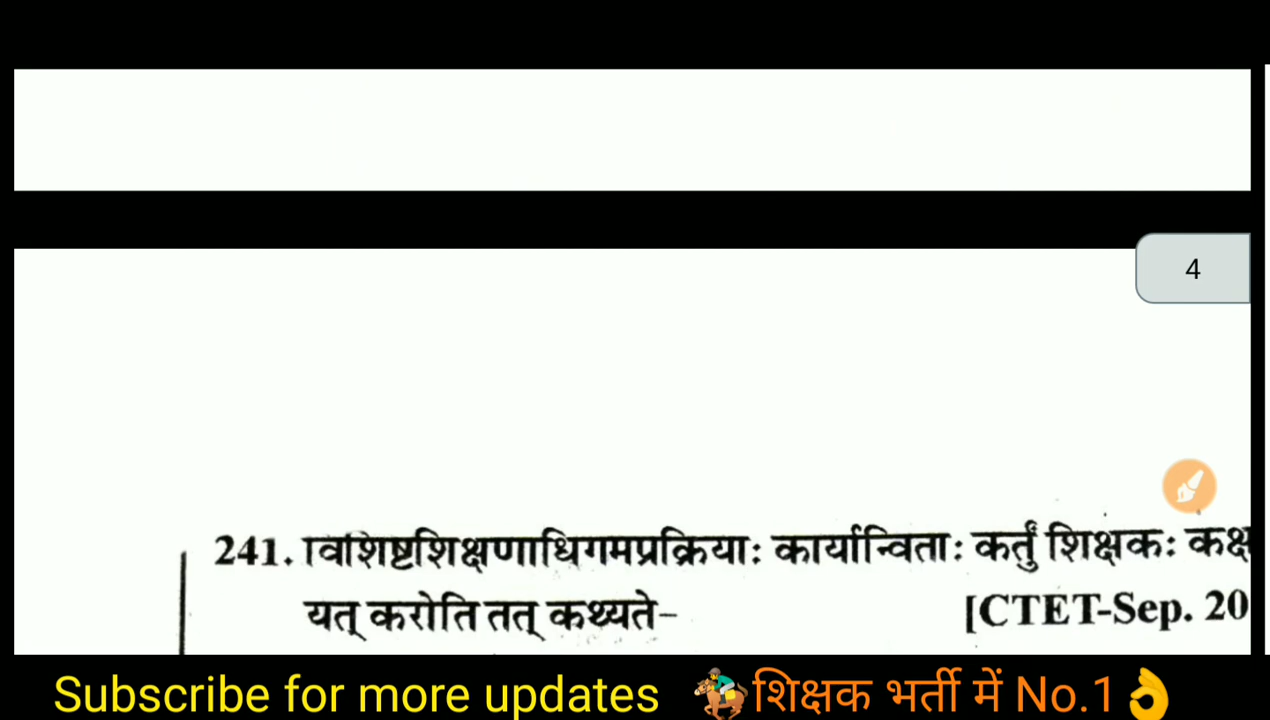 4
241. विशिष्टशिक्षणाधिगमप्रक्रियाः कार्यान्विताः कर्तुं शिक्षकः
यत् करोति तत् कथ्यते– [CTET-Sep. 20
Subscribe for more updates 🏇शिक्षक भर्ती में No.1👌